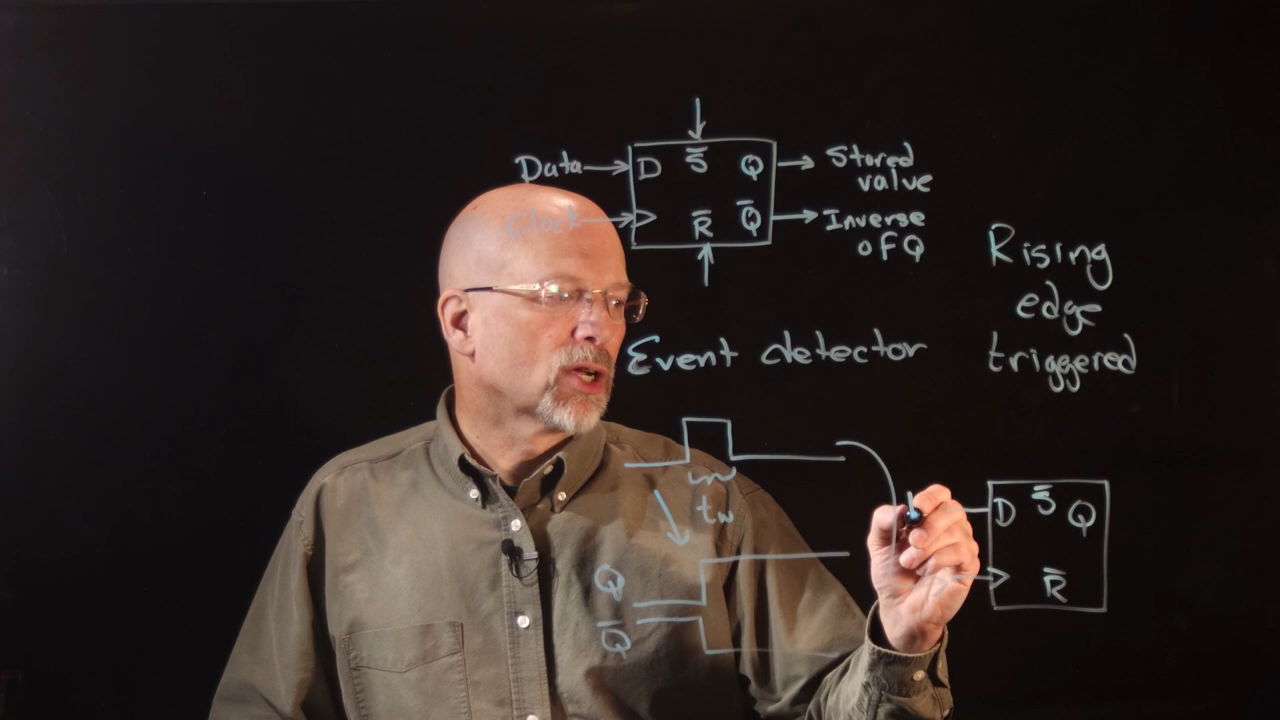 Data D S̅ Q Stored
value
Clock R̅ Q̅ Inverse
of Q
Rising
edge
triggered
Event detector
tw
Q
Q̅
D S̅ Q
R̅